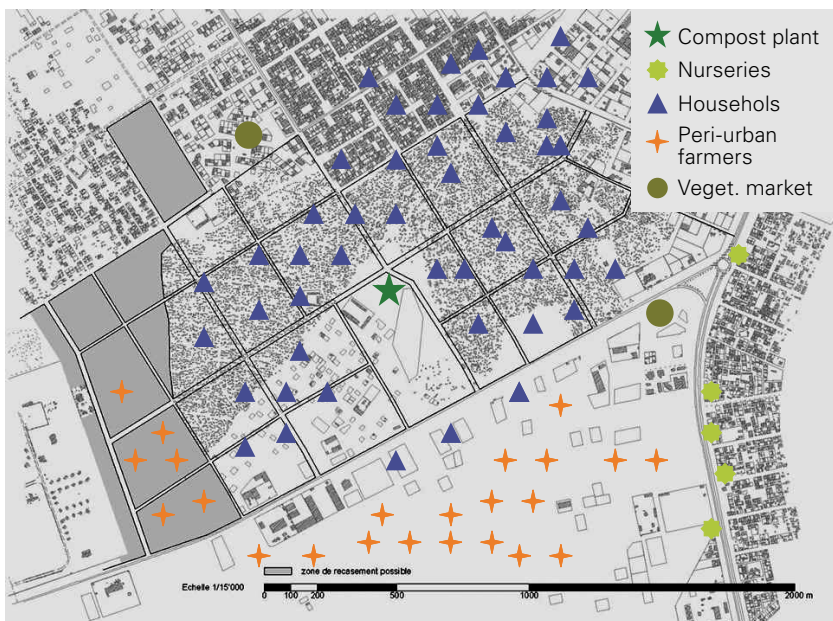 Compost plant
Nurseries
Househols
Peri-urban
farmers
Veget. market
zone de recasement possible
Echelle 1/15'000
0 100 200 500 1000 2000 m